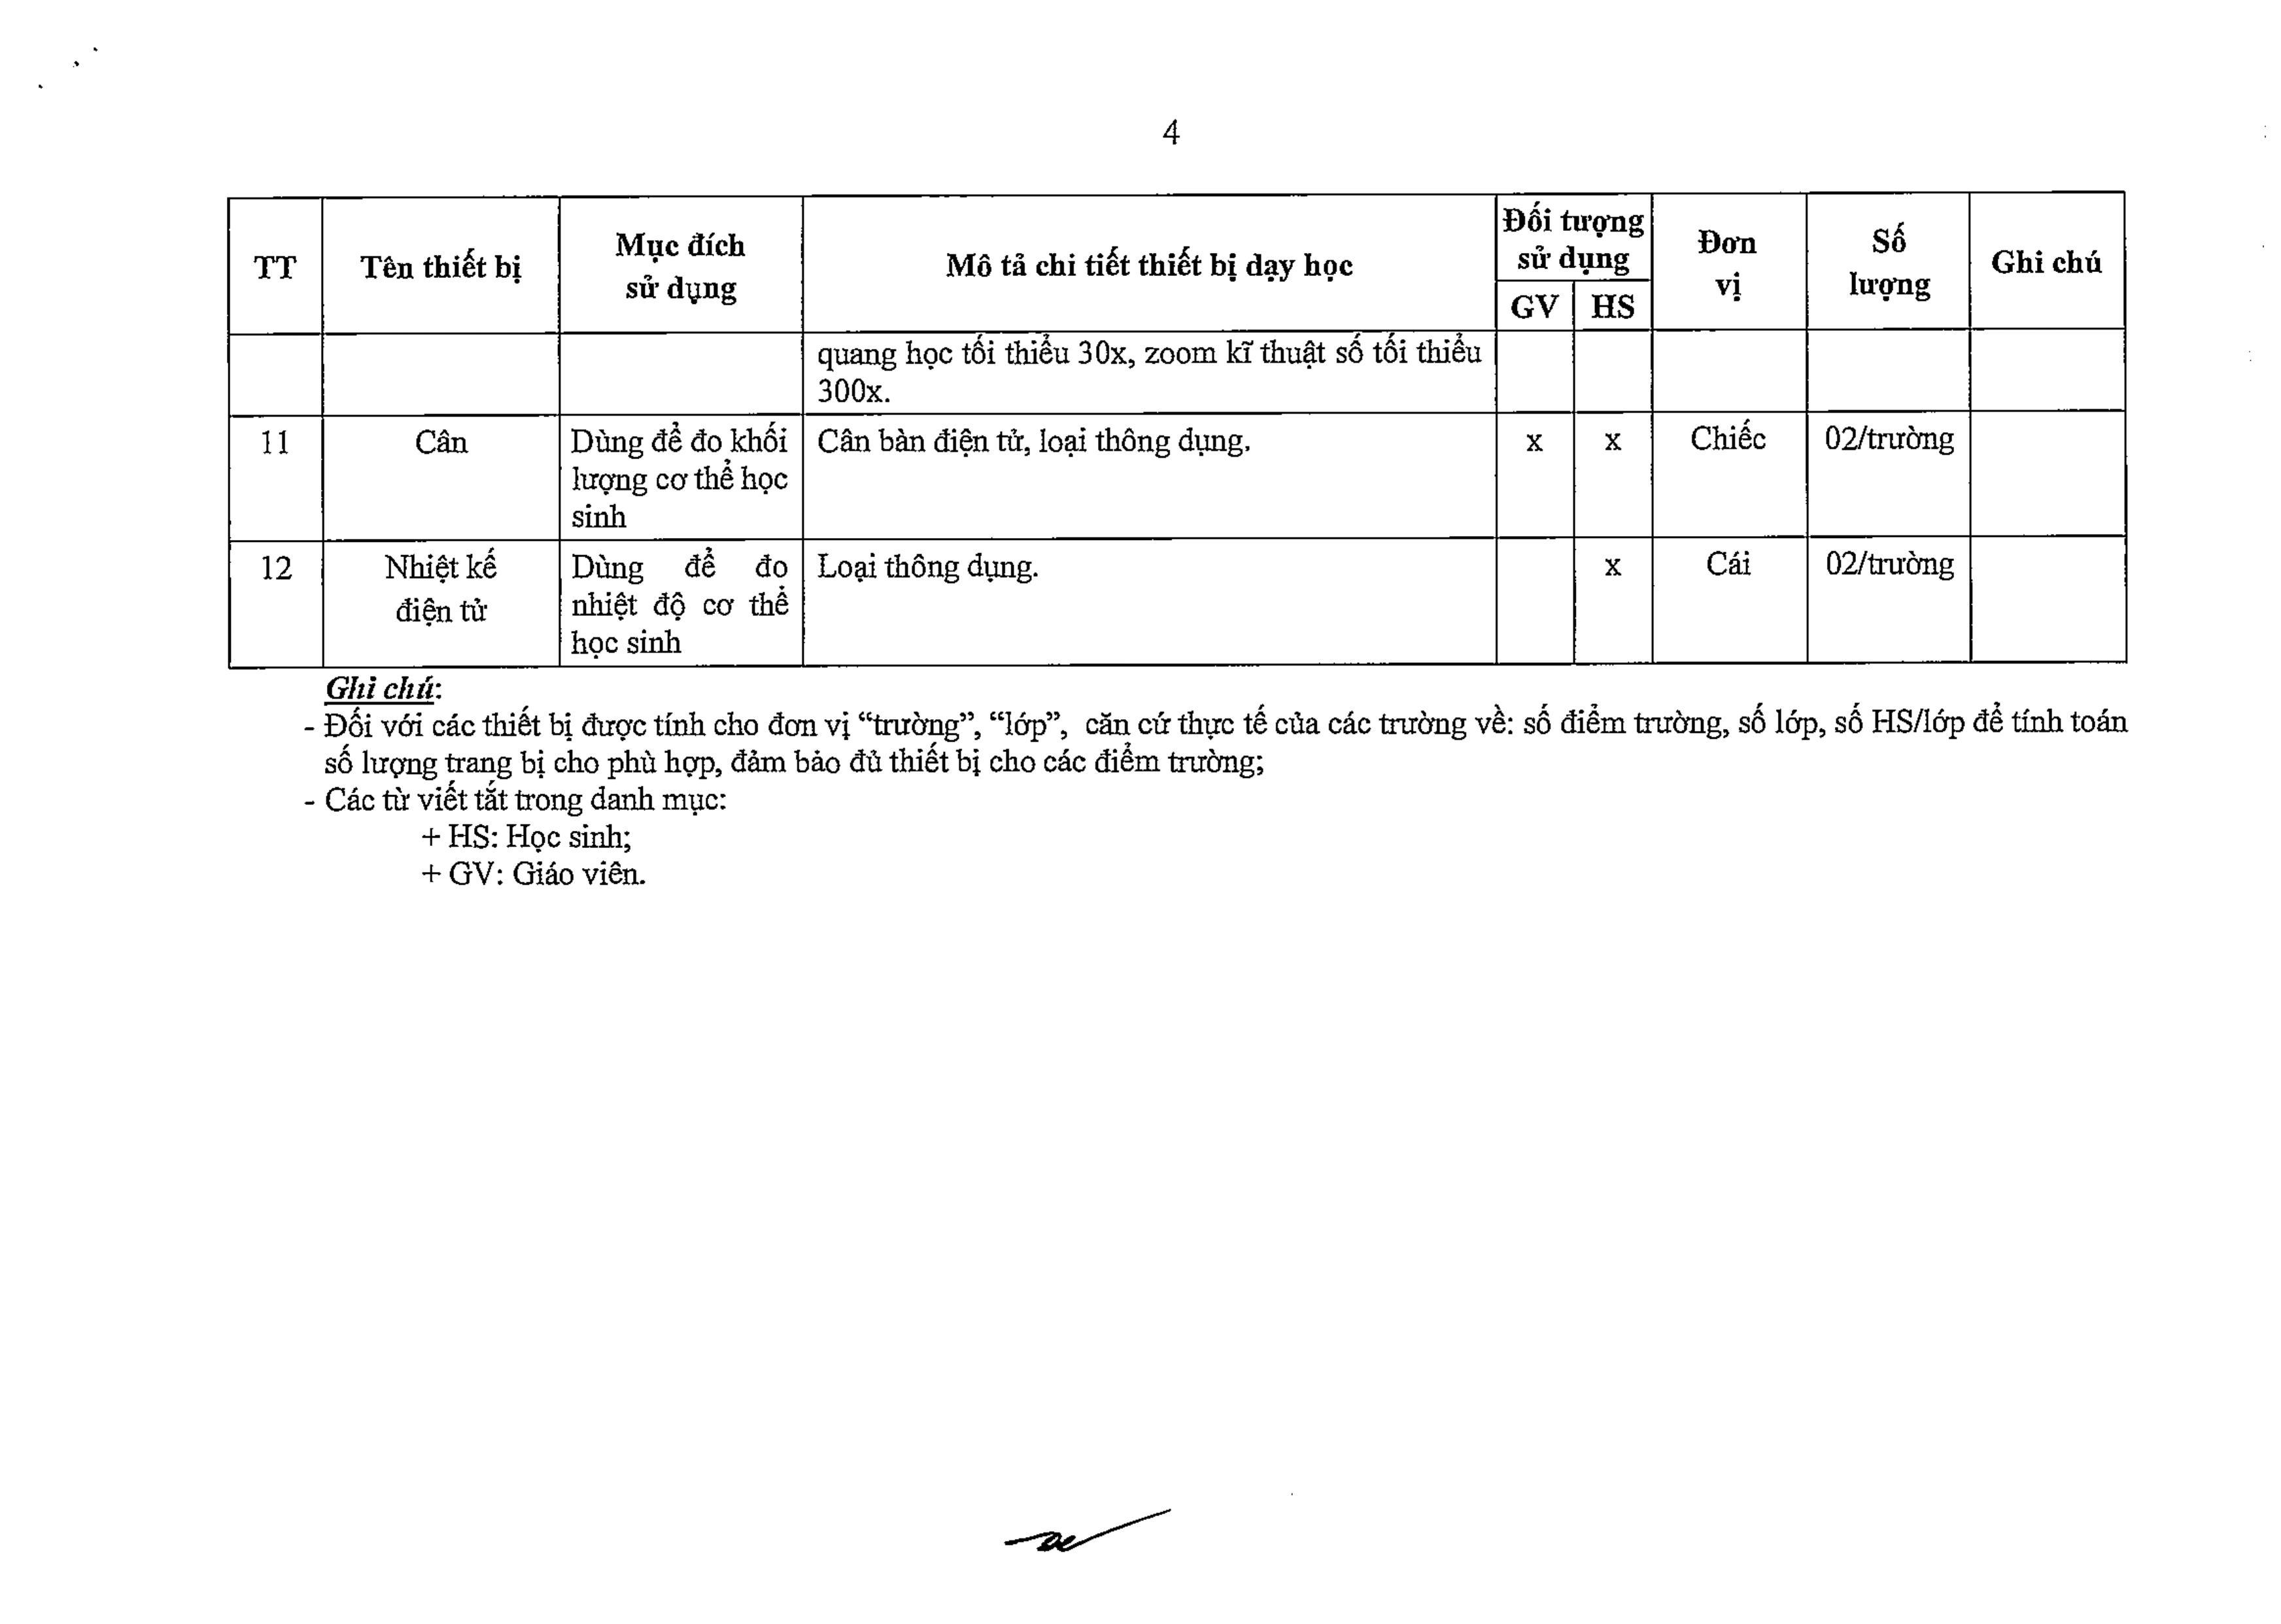 4
TT
Tên thiết bị
Mục đích
sử dụng
Mô tả chi tiết thiết bị dạy học
Đối tượng
sử dụng
GV
HS
Đơn
vị
Số
lượng
Ghi chú
quang học tối thiểu 30x, zoom kĩ thuật số tối thiểu
300x.
11
Cân
Dùng để đo khối
lượng cơ thể học
sinh
Cân bàn điện tử, loại thông dụng.
x
x
Chiếc
02/trường
12
Nhiệt kế
điện tử
Dùng để đo
nhiệt độ cơ thể
học sinh
Loại thông dụng.
x
Cái
02/trường
Ghi chú:
- Đối với các thiết bị được tính cho đơn vị “trường”, “lớp”, căn cứ thực tế của các trường về: số điểm trường, số lớp, số HS/lớp để tính toán
số lượng trang bị cho phù hợp, đảm bảo đủ thiết bị cho các điểm trường;
- Các từ viết tắt trong danh mục:
+ HS: Học sinh;
+ GV: Giáo viên.